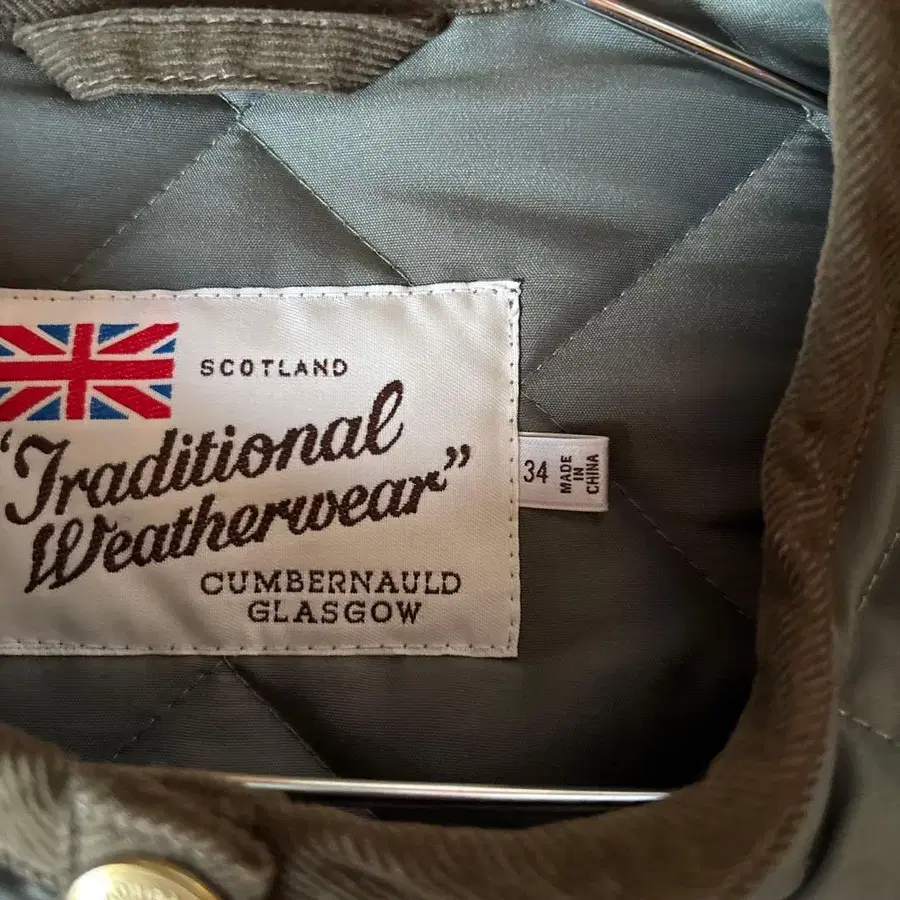 SCOTLAND
"Traditional
Weatherwear"
CUMBERNAULD
GLASGOW
34
MADE
IN
CHINA